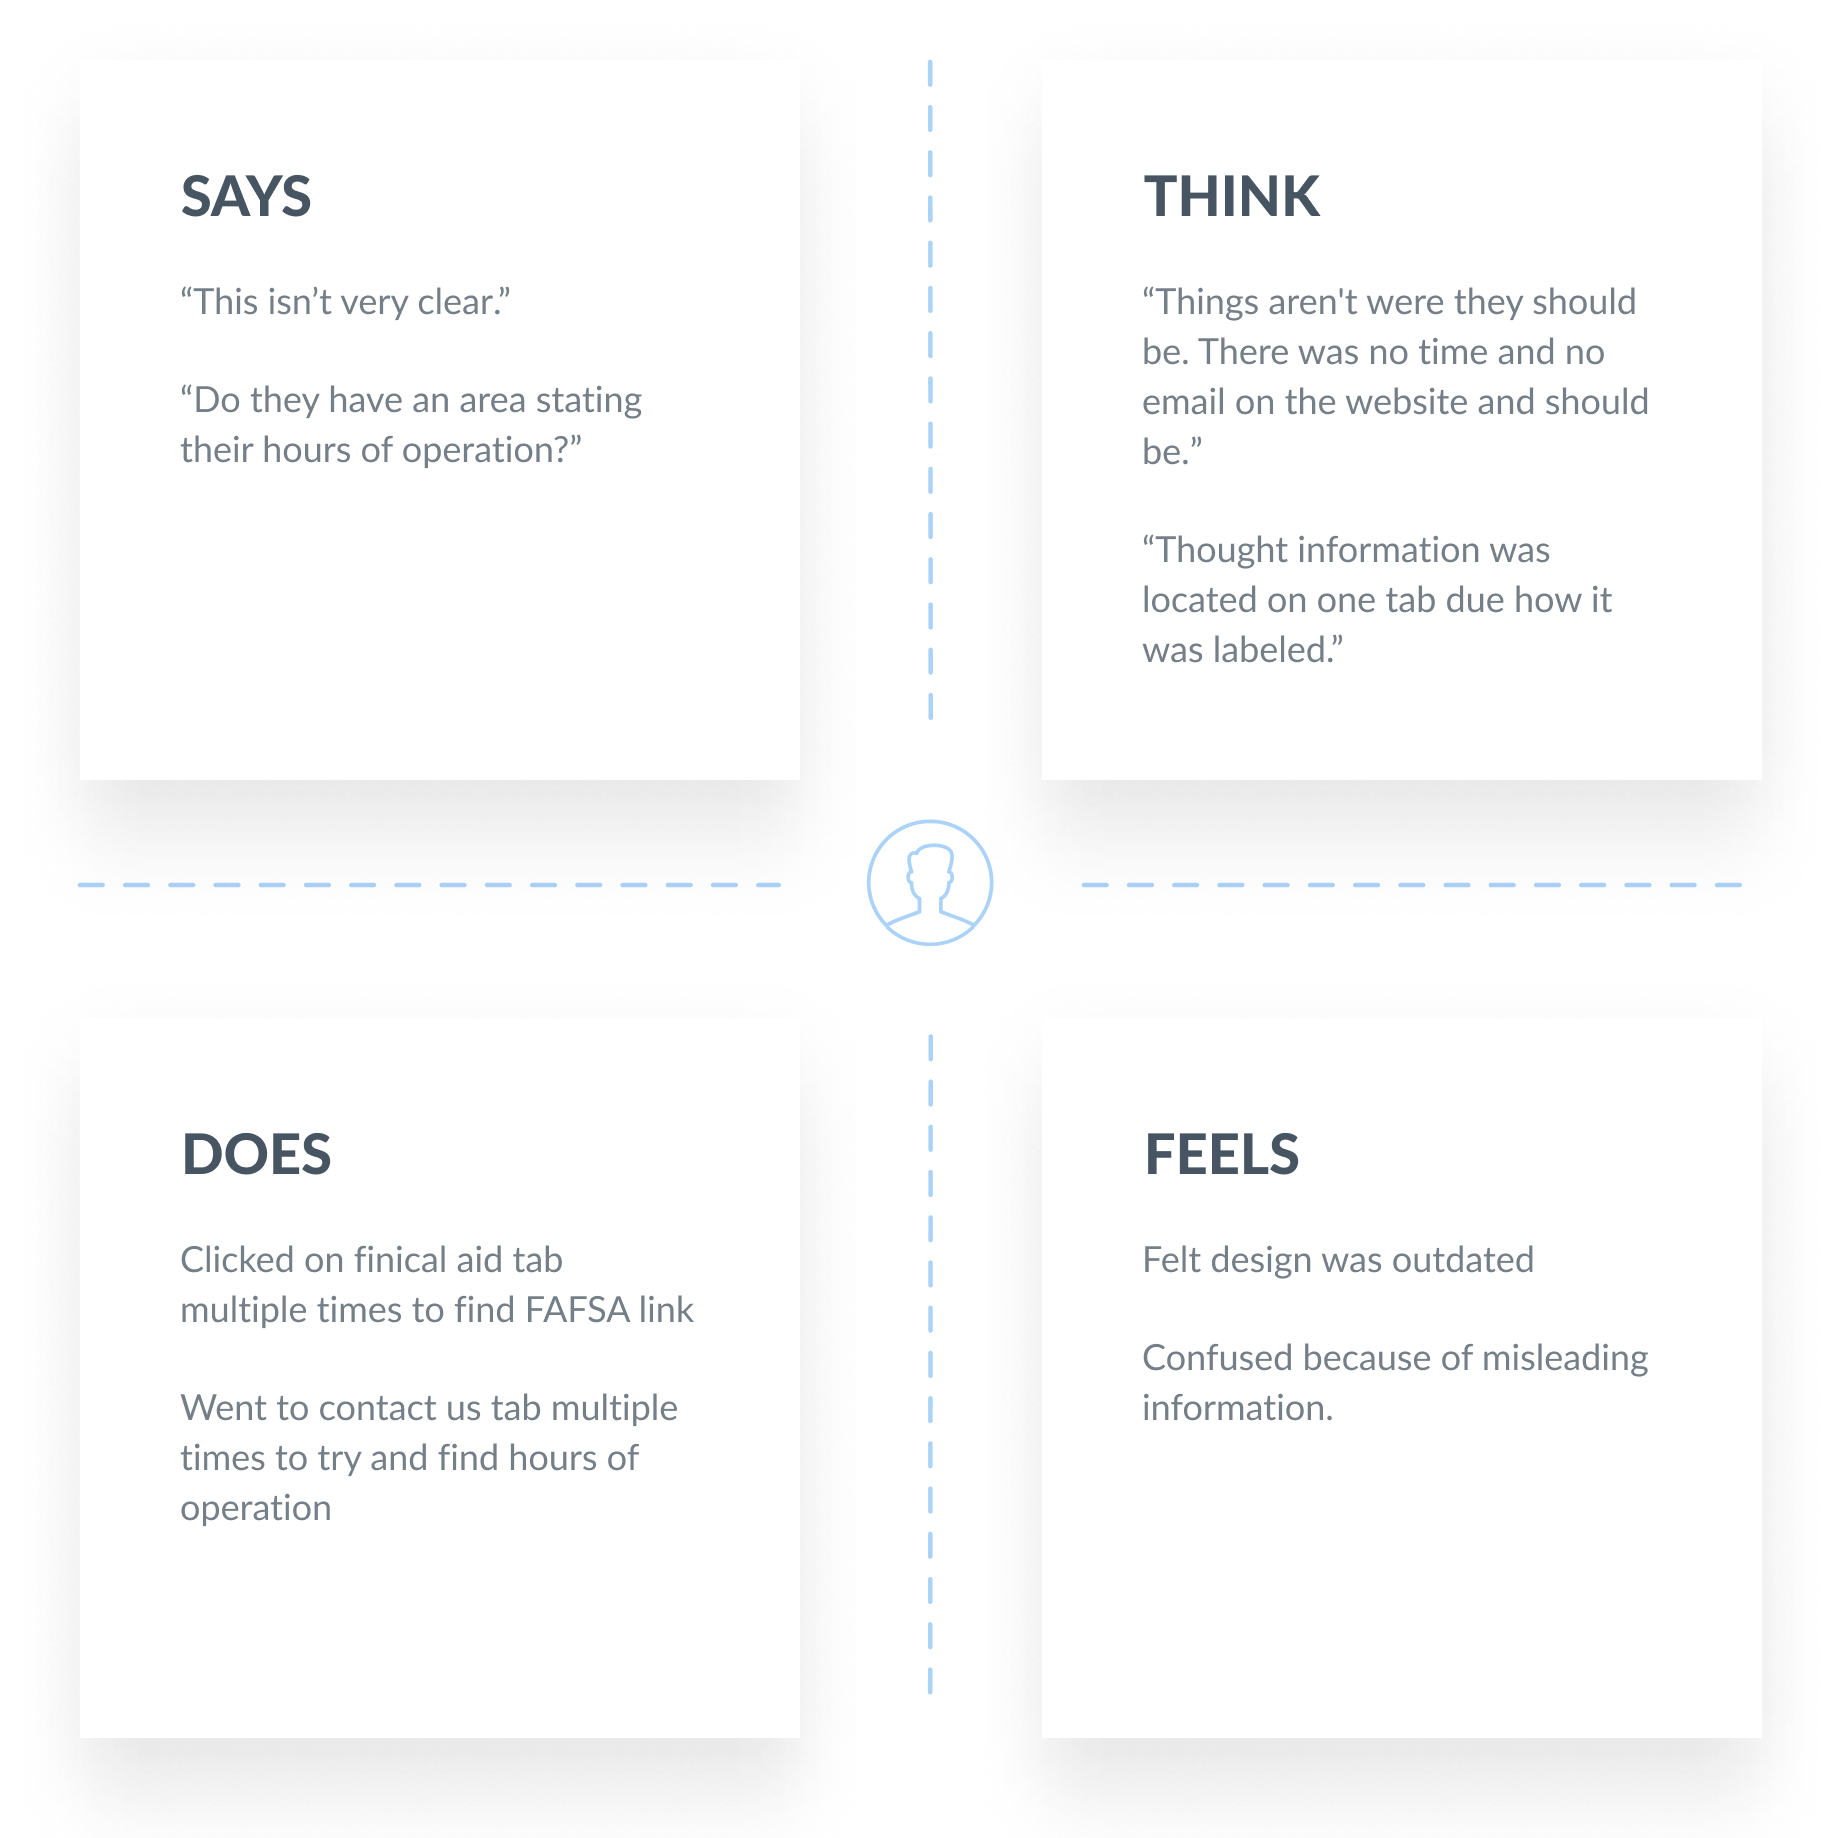 SAYS
“This isn’t very clear.”
“Do they have an area stating
their hours of operation?”
THINK
“Things aren't were they should
be. There was no time and no
email on the website and should
be.”
“Thought information was
located on one tab due how it
was labeled.”
DOES
Clicked on finical aid tab
multiple times to find FAFSA link
Went to contact us tab multiple
times to try and find hours of
operation
FEELS
Felt design was outdated
Confused because of misleading
information.